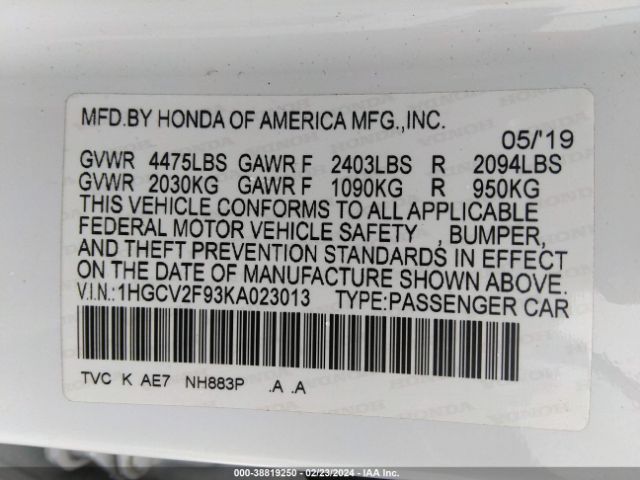 MFD.BY HONDA OF AMERICA MFG.,INC.
05/'19
GVWR 4475LBS GAWR F 2403LBS R 2094LBS
GVWR 2030KG GAWR F 1090KG R 950KG
THIS VEHICLE CONFORMS TO ALL APPLICABLE
FEDERAL MOTOR VEHICLE SAFETY , BUMPER,
AND THEFT PREVENTION STANDARDS IN EFFECT
ON THE DATE OF MANUFACTURE SHOWN ABOVE.
V.I.N.:1HGCV2F93KA023013 TYPE:PASSENGER CAR
TVC K AE7 NH883P .A .A
000-38819250 - 02/23/2024 - IAA Inc.